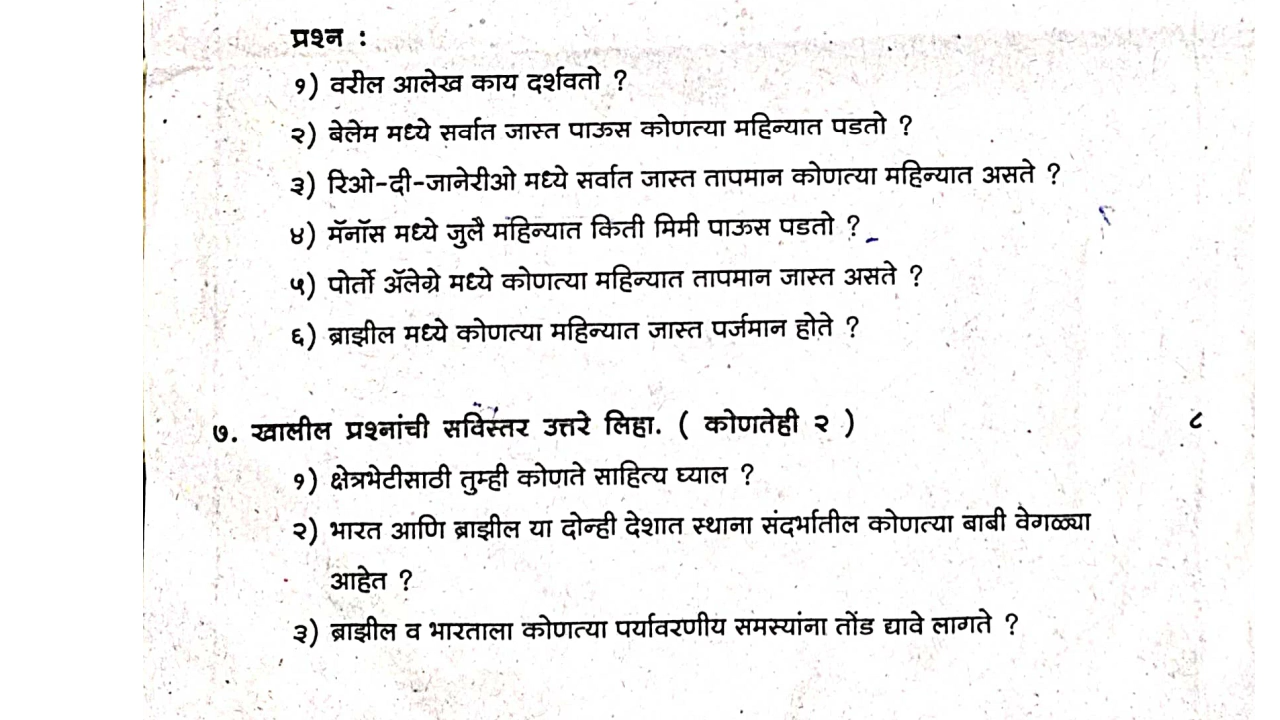 प्रश्न :
१) वरील आलेख काय दर्शवतो ?
२) बेलेम मध्ये सर्वात जास्त पाऊस कोणत्या महिन्यात पडतो ?
३) रिओ-दी-जानेरीओ मध्ये सर्वात जास्त तापमान कोणत्या महिन्यात असते ?
४) मॅनॉस मध्ये जुलै महिन्यात किती मिमी पाऊस पडतो ?
५) पोर्तो ॲलेग्रे मध्ये कोणत्या महिन्यात तापमान जास्त असते ?
६) ब्राझील मध्ये कोणत्या महिन्यात जास्त पर्जमान होते ?
७. खालील प्रश्नांची सविस्तर उत्तरे लिहा. ( कोणतेही २ ) ८
१) क्षेत्रभेटीसाठी तुम्ही कोणते साहित्य घ्याल ?
२) भारत आणि ब्राझील या दोन्ही देशात स्थाना संदर्भातील कोणत्या बाबी वेगळ्या
आहेत ?
३) ब्राझील व भारताला कोणत्या पर्यावरणीय समस्यांना तोंड द्यावे लागते ?